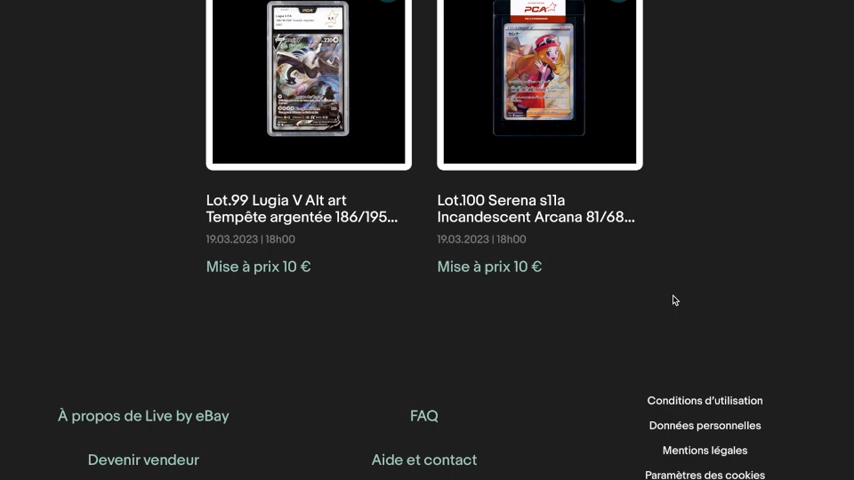 PCA
PCA
230
Lot.99 Lugia V Alt art
Tempête argentée 186/195...
19.03.2023 | 18h00
Mise à prix 10 €
Lot.100 Serena s11a
Incandescent Arcana 81/68...
19.03.2023 | 18h00
Mise à prix 10 €
À propos de Live by eBay
Devenir vendeur
FAQ
Aide et contact
Conditions d'utilisation
Données personnelles
Mentions légales
Paramètres des cookies